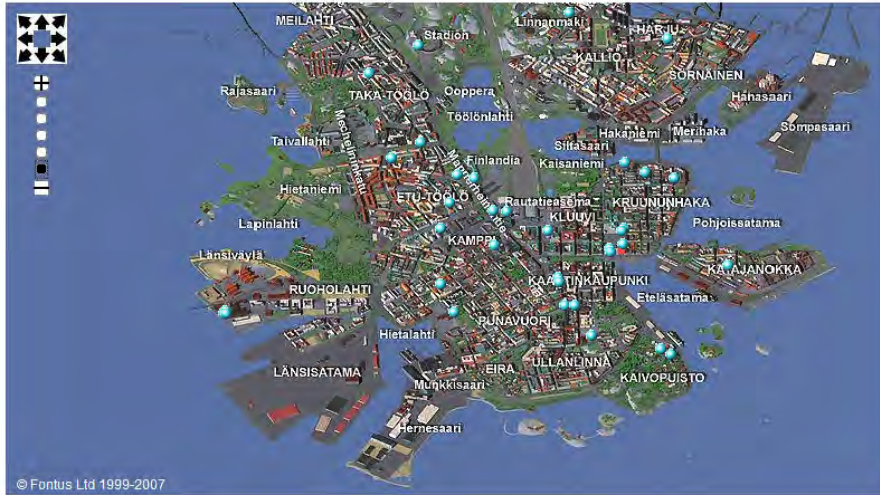 MEILAHTI
Stadion
Linnanmäki
HARJU
KALLIO
SÖRNÄINEN
Rajasaari
TAKA-TÖÖLÖ
Ooppera
Hanasaari
Töölönlahti
Mechelininkatu
Taivallahti
Hakaniemi
Merihaka
Sompasaari
Siltasaari
Finlandia
Kaisaniemi
Mannerheimintie
Hietaniemi
ETU-TÖÖLÖ
Rautatieasema
KRUUNUNHAKA
KLUUVI
Lapinlahti
Pohjoissatama
KAMPPI
Länsiväylä
KATAJANOKKA
KAARTINKAUPUNKI
RUOHOLAHTI
Eteläsatama
PUNAVUORI
Hietalahti
ULLANLINNA
EIRA
LÄNSISATAMA
KAIVOPUISTO
Munkkisaari
Hernesaari
© Fontus Ltd 1999-2007